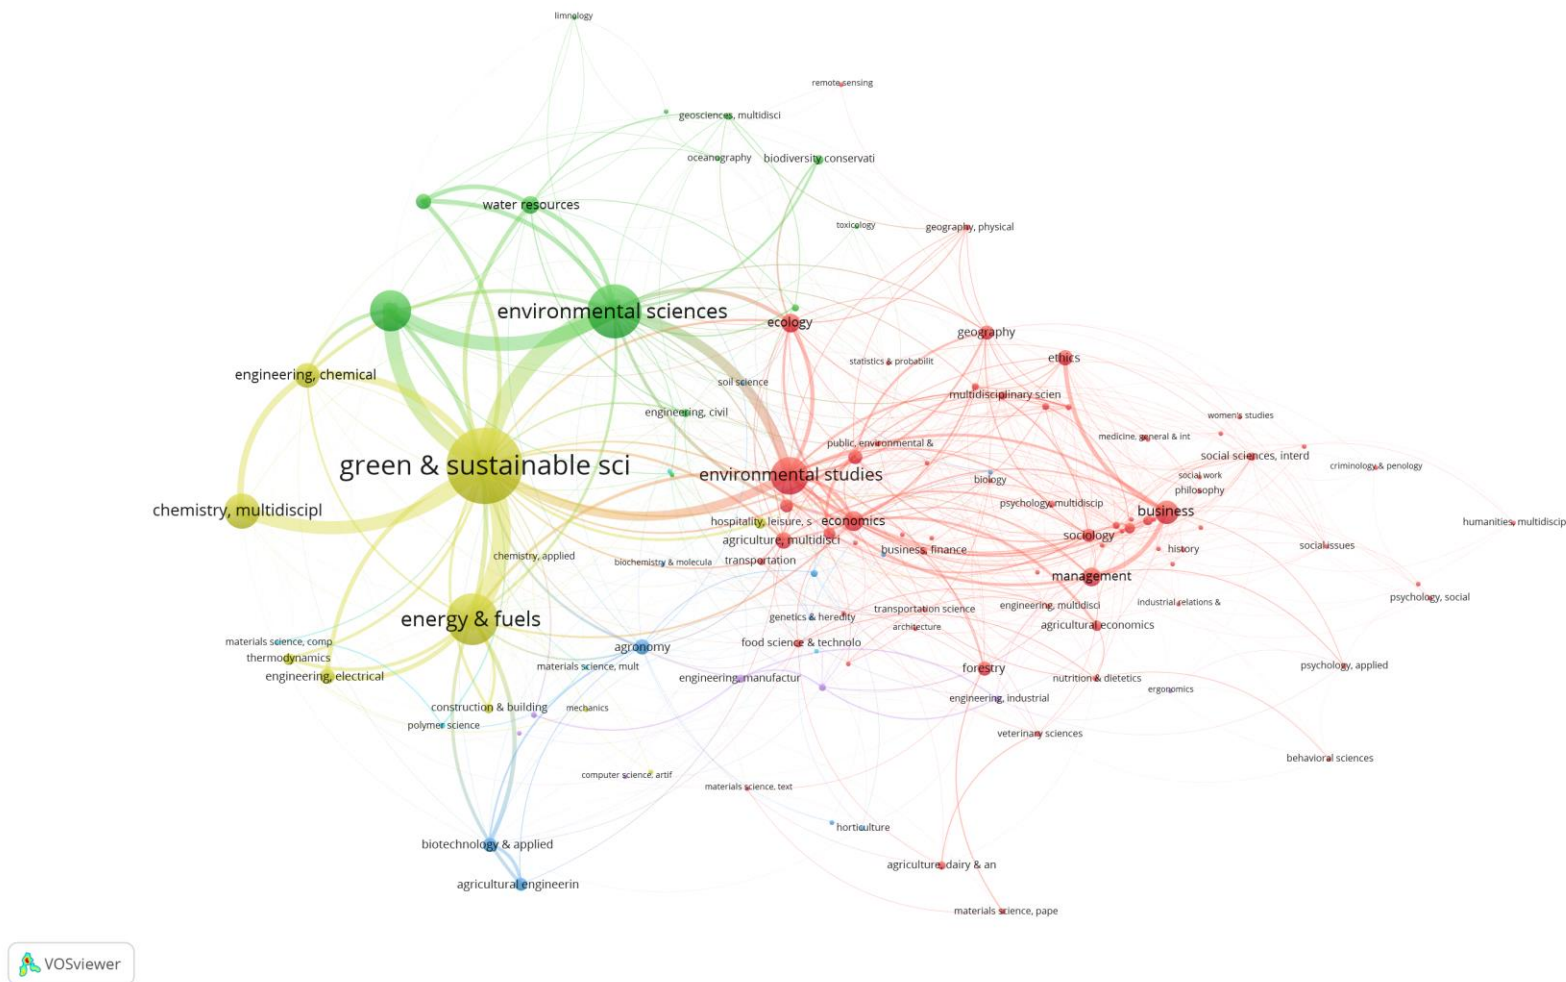 limnology
remote sensing
geosciences, multidisci
oceanography
biodiversity conservati
water resources
toxicology
geography, physical
environmental sciences
ecology
geography
ethics
statistics & probabilit
engineering, chemical
soil science
multidisciplinary scien
engineering, civil
women's studies
medicine, general & int
public, environmental &
social sciences, interd
green & sustainable sci
criminology & penology
environmental studies
social work
biology
philosophy
psychology, multidiscip
chemistry, multidiscipl
business
hospitality, leisure, s
economics
humanities, multidiscip
sociology
agriculture, multidisci
social issues
business, finance
history
chemistry, applied
biochemistry & molecula
transportation
management
psychology, social
industrial relations &
engineering, multidisci
transportation science
genetics & heredity
energy & fuels
agricultural economics
architecture
materials science, comp
food science & technolo
agronomy
thermodynamics
psychology, applied
materials science, mult
forestry
engineering, electrical
engineering, manufactur
nutrition & dietetics
ergonomics
engineering, industrial
construction & building
mechanics
polymer science
veterinary sciences
behavioral sciences
computer science, artif
materials science, text
horticulture
biotechnology & applied
agriculture, dairy & an
agricultural engineerin
materials science, pape
VOSviewer